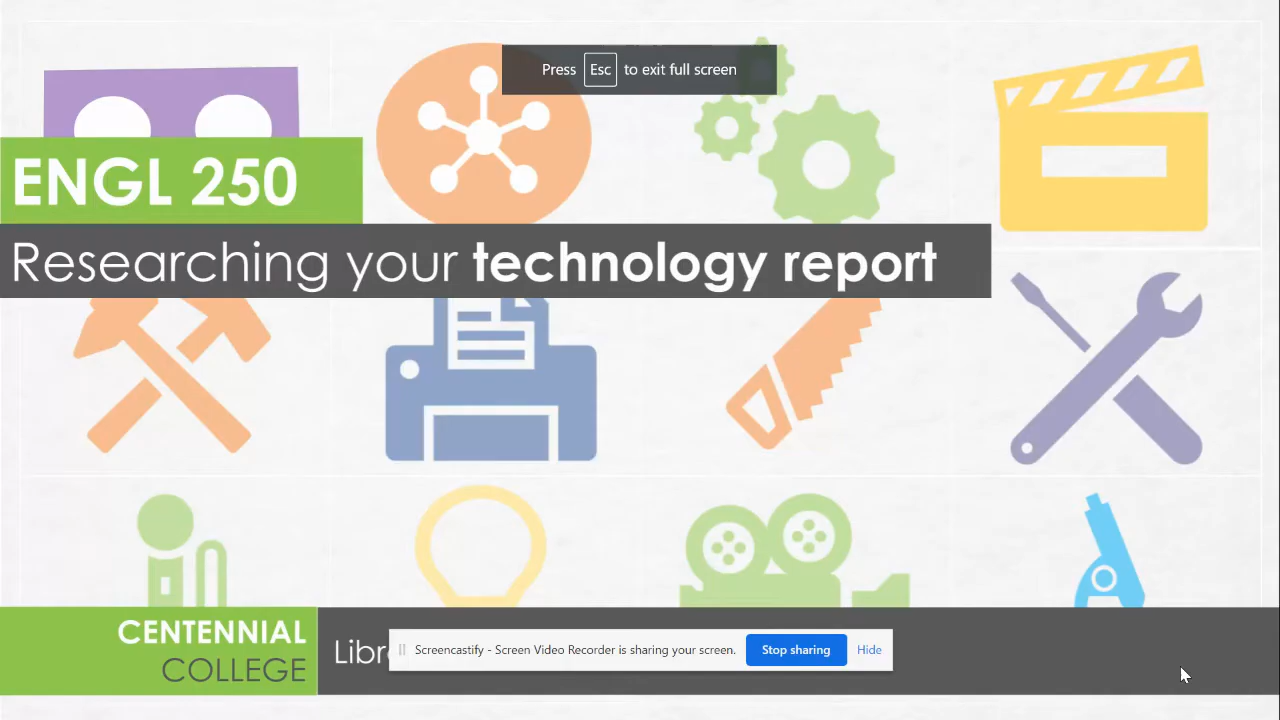 Press Esc to exit full screen
ENGL 250
Researching your technology report
CENTENNIAL
COLLEGE
Screencastify - Screen Video Recorder is sharing your screen.
Stop sharing
Hide